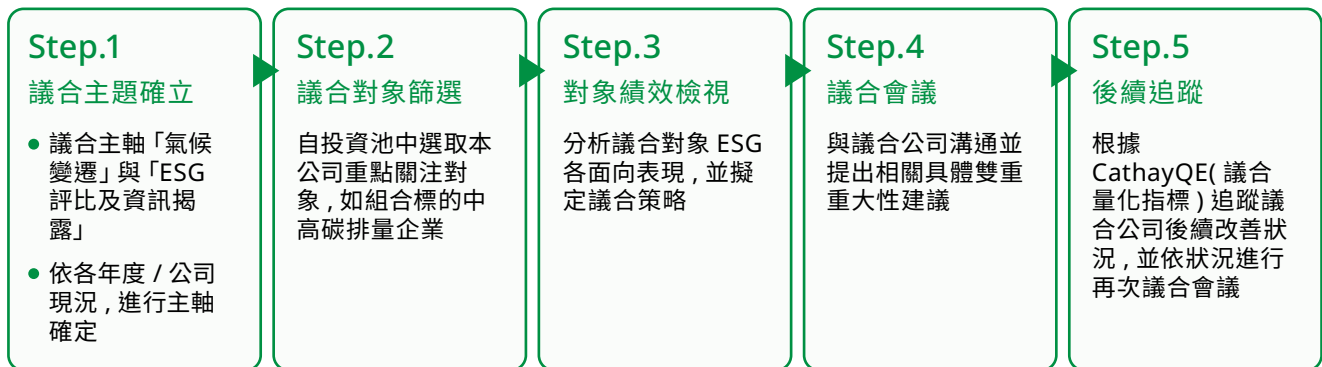 Step.1
議合主題確立
• 議合主軸「氣候
變遷」與「ESG
評比及資訊揭
露」
• 依各年度 / 公司
現況 , 進行主軸
確定
Step.2
議合對象篩選
自投資池中選取本
公司重點關注對
象 , 如組合標的中
高碳排量企業
Step.3
對象績效檢視
分析議合對象 ESG
各面向表現 , 並擬
定議合策略
Step.4
議合會議
與議合公司溝通並
提出相關具體雙重
重大性建議
Step.5
後續追蹤
根據
CathayQE( 議合
量化指標 ) 追蹤議
合公司後續改善狀
況 , 並依狀況進行
再次議合會議